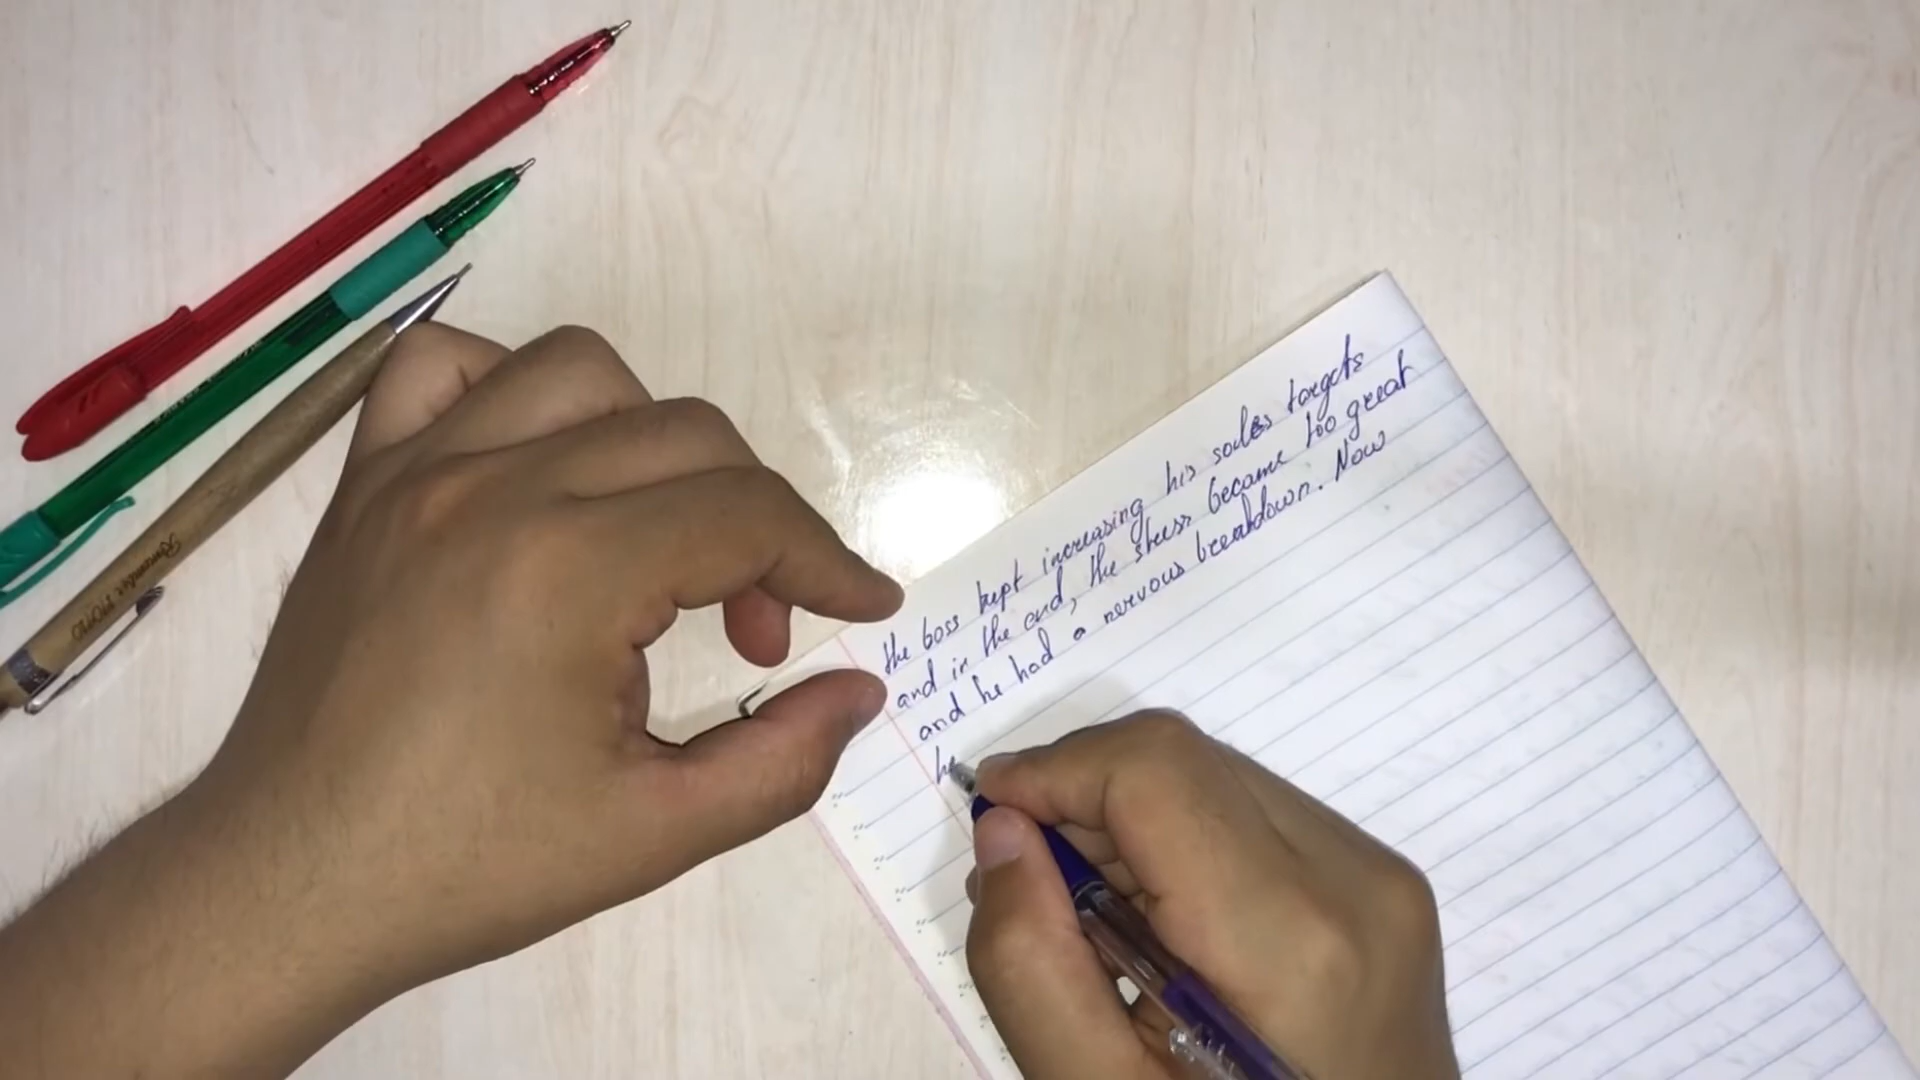 the boss kept increasing his sales targets
and in the end, the stress became too great
and he had a nervous breakdown. Now
he